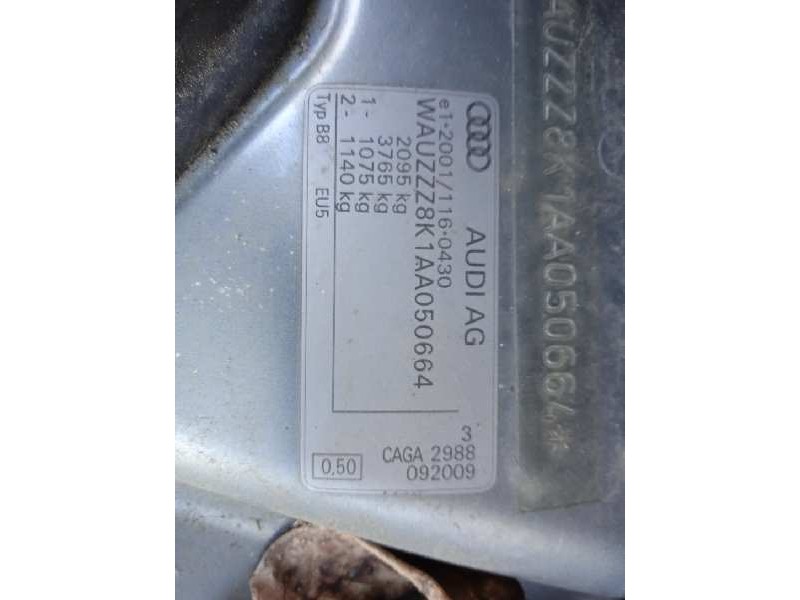 AUDI AG
e1*2001/116*0430
WAUZZZ8K1AA050664
2095 kg
3765 kg
1- 1075 kg
2- 1140 kg
Typ B8 EU5
3
CAGA 2988
092009
0,50
AUZZZ8K1AA050664*